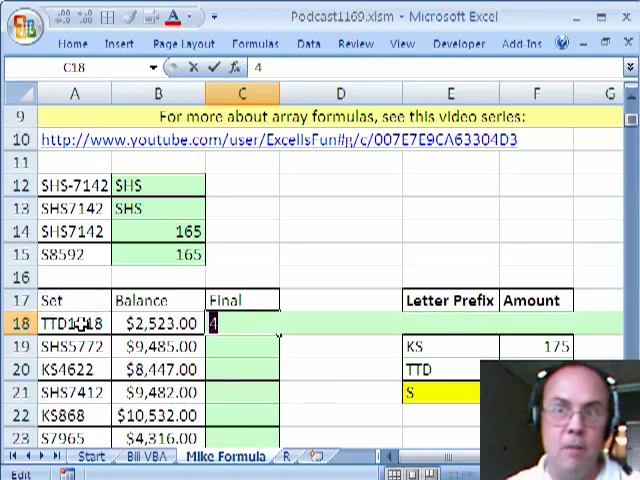 Podcast1169.xlsm - Microsoft Excel
Home Insert Page Layout Formulas Data Review View Developer Add-Ins
C18 fx 4
A B C D E F G
9 For more about array formulas, see this video series:
10 http://www.youtube.com/user/ExcelIsFun#g/c/007E7E9CA63304D3
11
12 SHS-7142 SHS
13 SHS7142 SHS
14 SHS7142 165
15 S8592 165
16
17 Set Balance Final Letter Prefix Amount
18 $2,523.00 4
19 SHS5772 $9,485.00 KS 175
20 KS4622 $8,447.00 TTD
21 SHS7412 $9,482.00 S
22 KS868 $10,532.00
23 S7965 $4,316.00
Start Bill VBA Mike Formula R
Edit